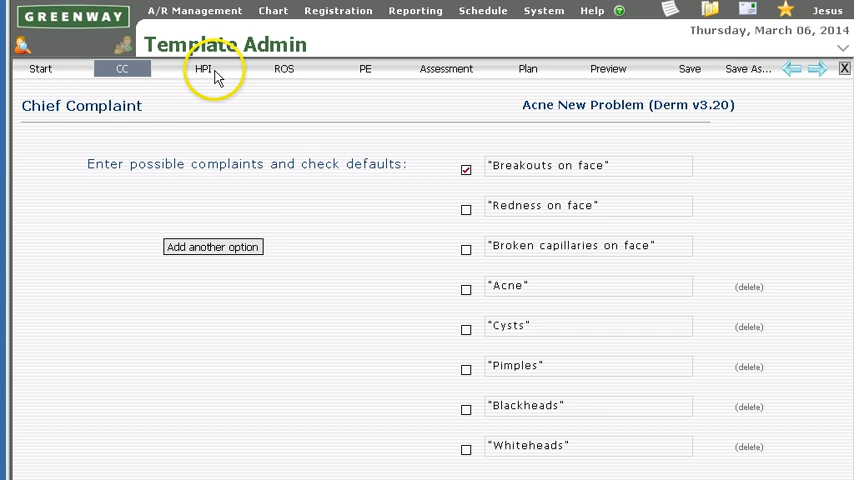 GREENWAY
A/R Management Chart Registration Reporting Schedule System Help ? Jesus
Template Admin
Thursday, March 06, 2014
Start CC HPI ROS PE Assessment Plan Preview Save Save As... X
Chief Complaint
Acne New Problem (Derm v3.20)
Enter possible complaints and check defaults:
"Breakouts on face"
"Redness on face"
Add another option
"Broken capillaries on face"
"Acne" (delete)
"Cysts" (delete)
"Pimples" (delete)
"Blackheads" (delete)
"Whiteheads" (delete)